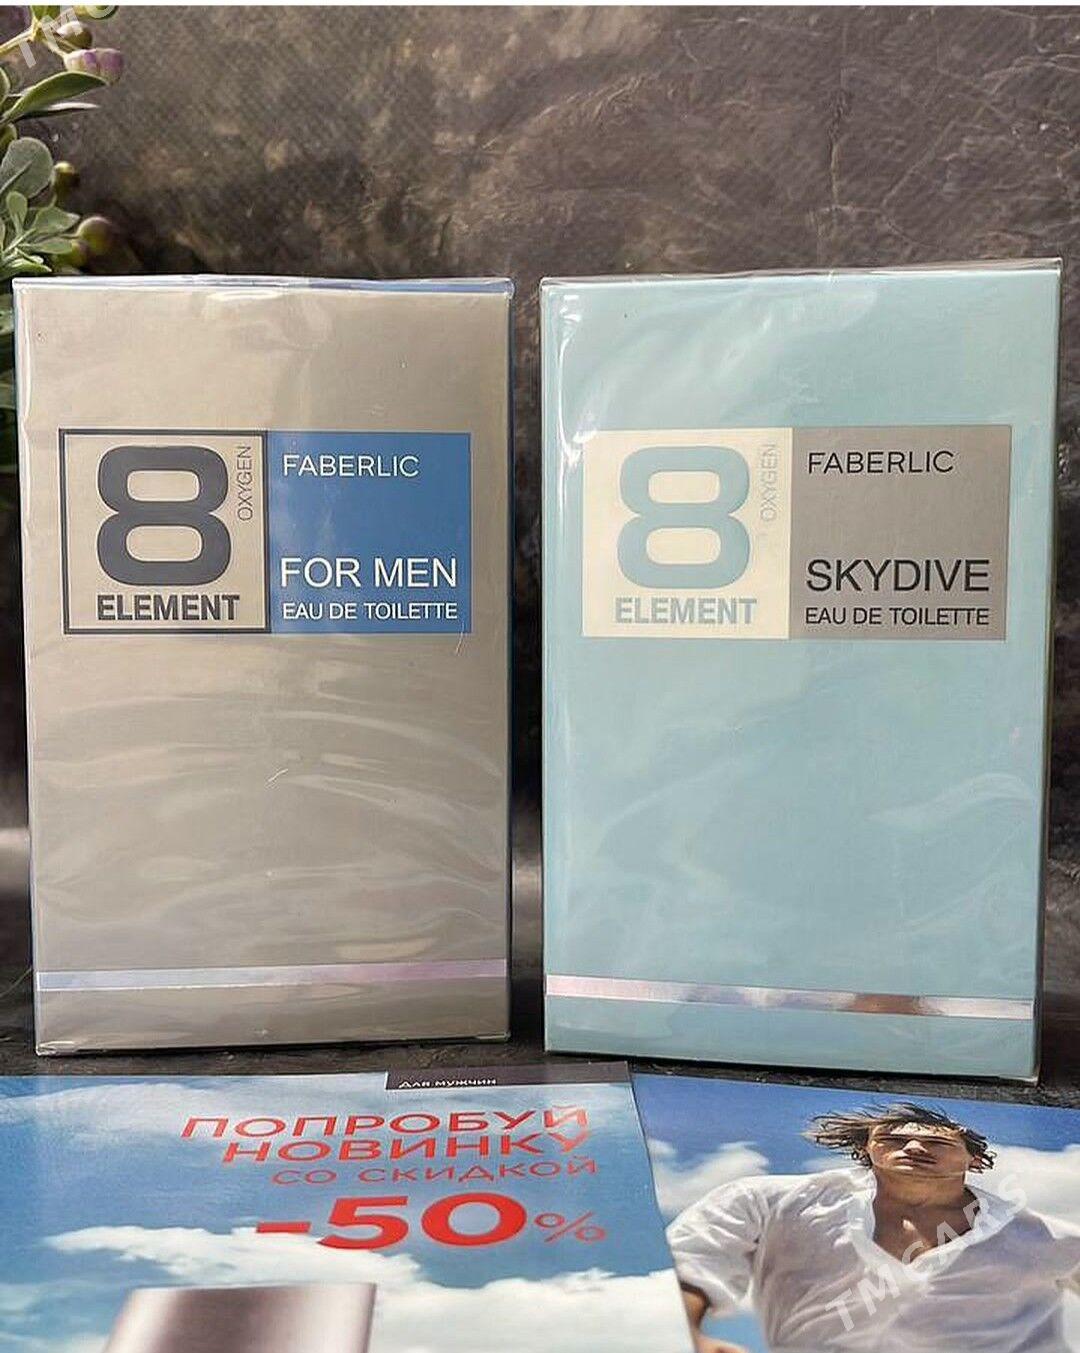 TMCARS
8
OXYGEN
ELEMENT
FABERLIC
FOR MEN
EAU DE TOILETTE
8
OXYGEN
ELEMENT
FABERLIC
SKYDIVE
EAU DE TOILETTE
Для мужчин
ПОПРОБУЙ
НОВИНКУ
СО СКИДКОЙ
-50%
TMCARS